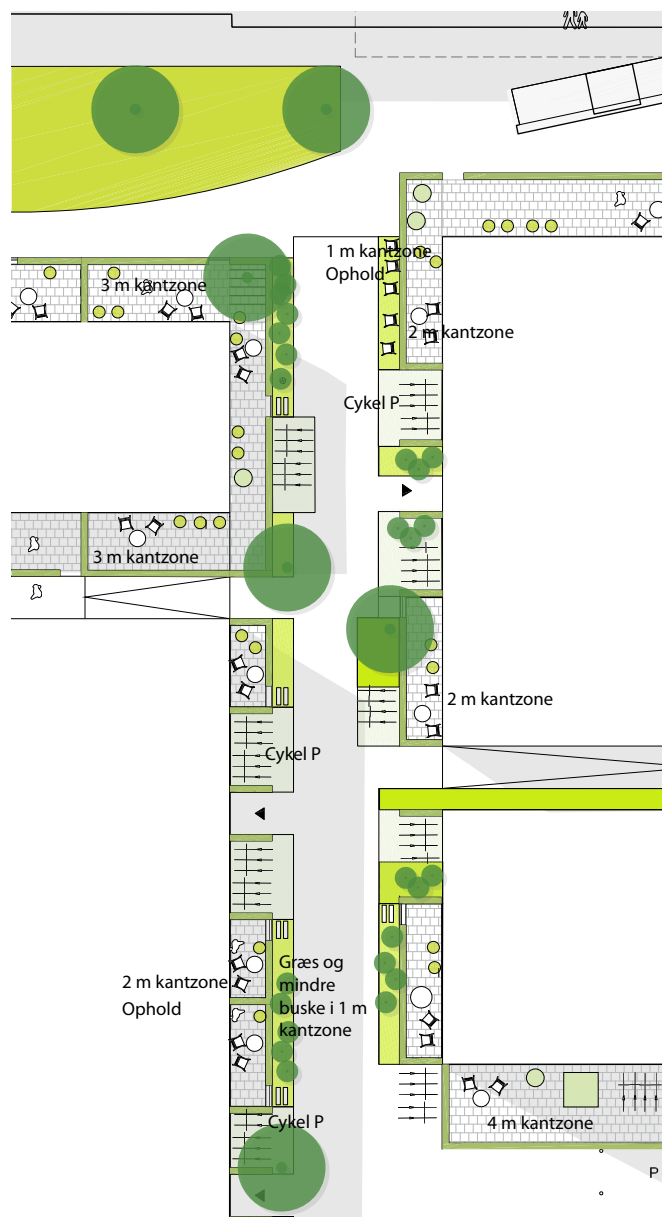 1 m kantzone
Ophold
3 m kantzone
2 m kantzone
Cykel P
3 m kantzone
2 m kantzone
Cykel P
Græs og
mindre
buske i 1 m
kantzone
2 m kantzone
Ophold
Cykel P
4 m kantzone
P